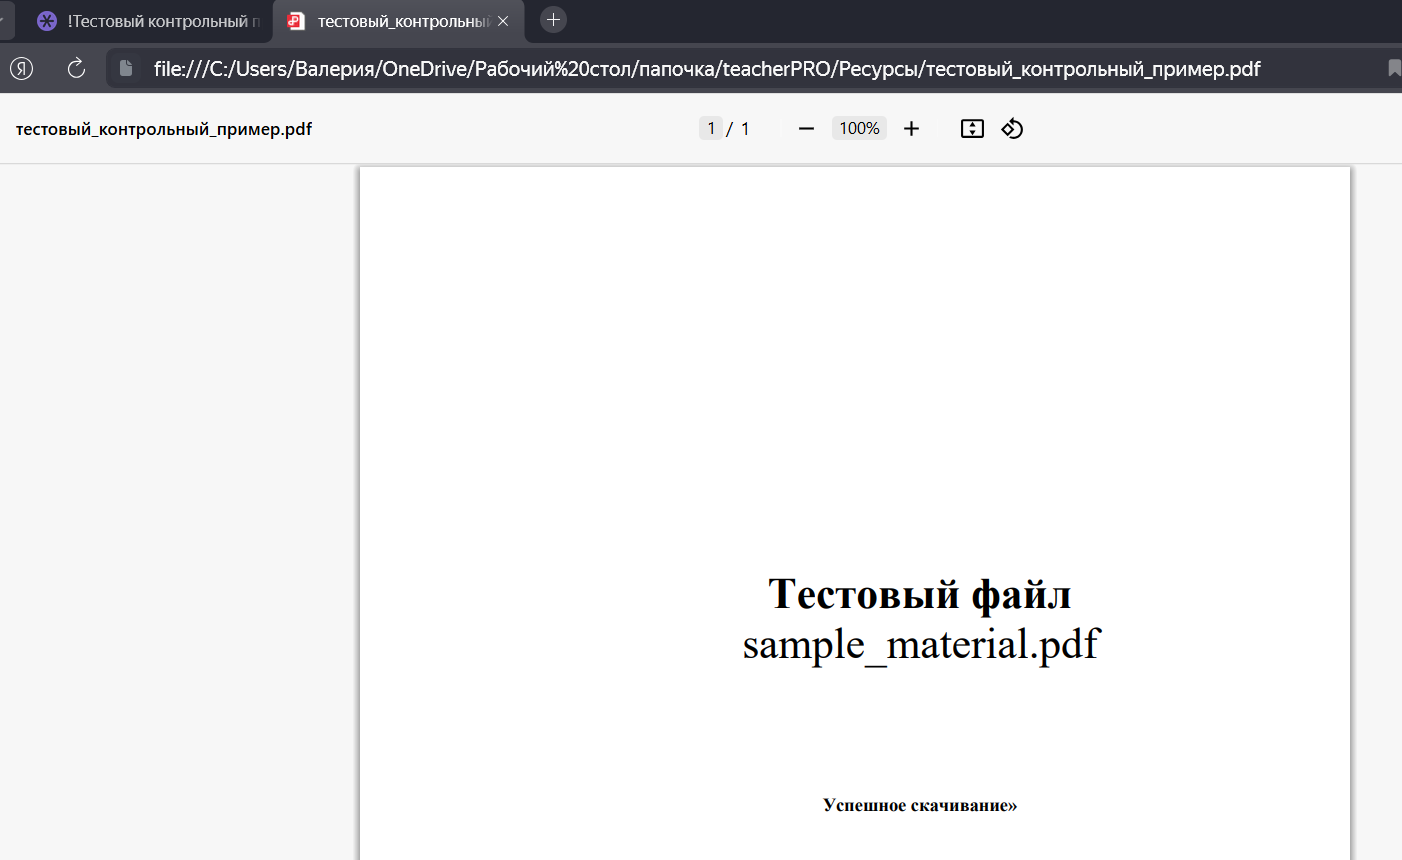 !Тестовый контрольный п
тестовый_контрольный
Я
file:///C:/Users/Валерия/OneDrive/Рабочий%20стол/папочка/teacherPRO/Ресурсы/тестовый_контрольный_пример.pdf
тестовый_контрольный_пример.pdf
1 / 1
100%
Тестовый файл
sample_material.pdf
Успешное скачивание»